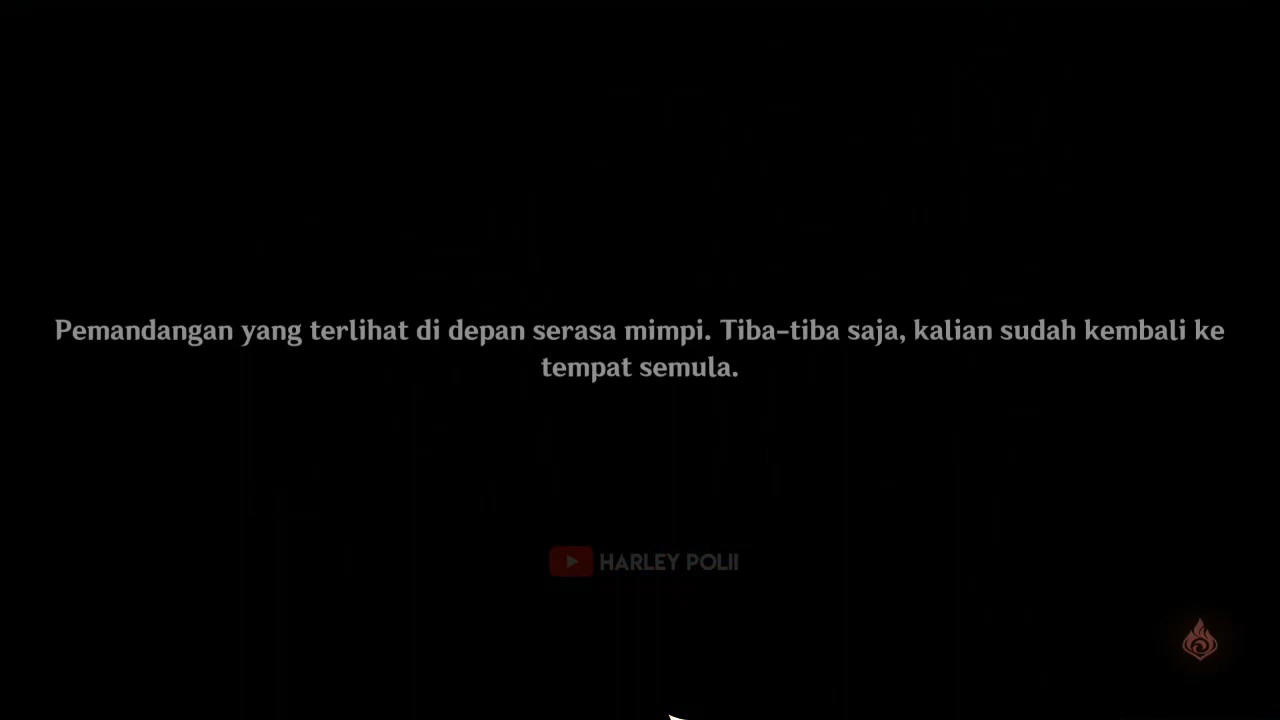 Pemandangan yang terlihat di depan serasa mimpi. Tiba-tiba saja, kalian sudah kembali ke
tempat semula.
HARLEY POLII